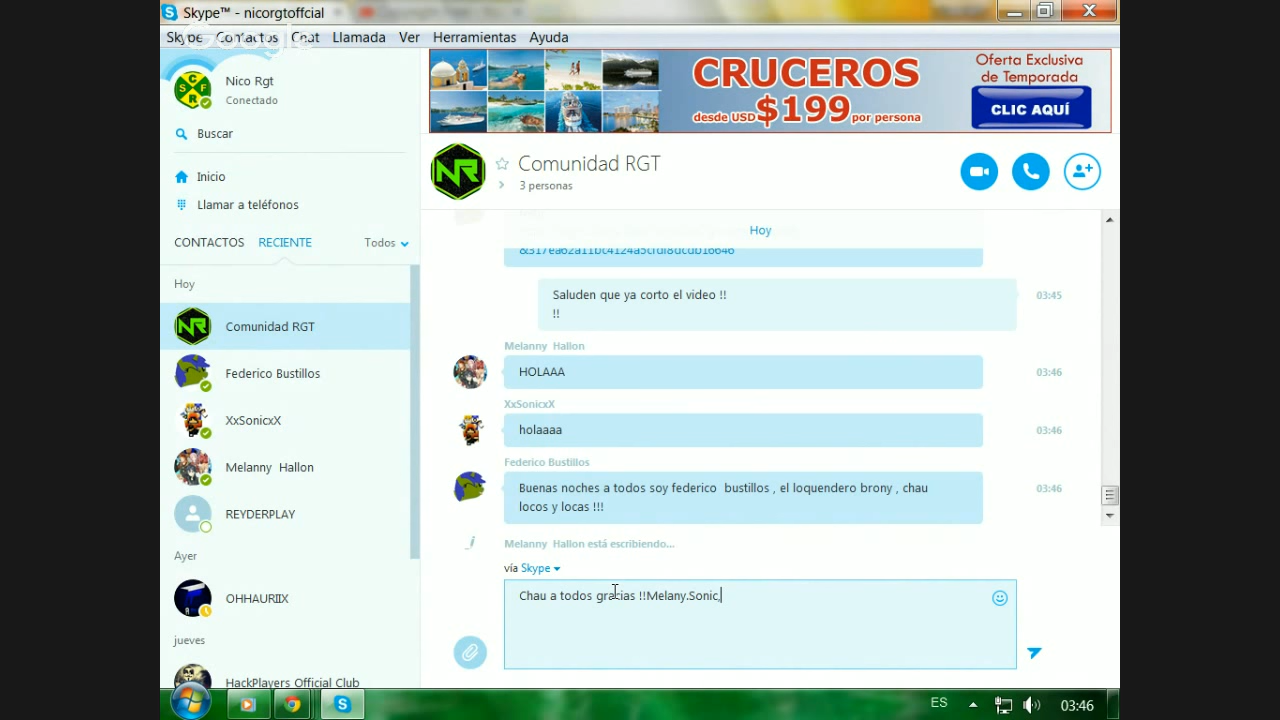 Skype™ - nicorgtoffcial
Skype Contactos Chat Llamada Ver Herramientas Ayuda
Google
Nico Rgt
Conectado
Buscar
Inicio
Llamar a teléfonos
CONTACTOS RECIENTE Todos
Hoy
Comunidad RGT
Federico Bustillos
XxSonicxX
Melanny Hallon
REYDERPLAY
Ayer
OHHAURIIX
jueves
HackPlayers Official Club
CRUCEROS
desde USD $199 por persona
Oferta Exclusiva
de Temporada
CLIC AQUÍ
NR
Comunidad RGT
3 personas
Hoy
Saluden que ya corto el video !!
!!
03:45
Melanny Hallon
HOLAAA
03:46
XxSonicxX
holaaaa
03:46
Federico Bustillos
Buenas noches a todos soy federico bustillos , el loquendero brony , chau
locos y locas !!!
03:46
Melanny Hallon está escribiendo...
vía Skype
Chau a todos gracias !!Melany.Sonic,
ES
03:46